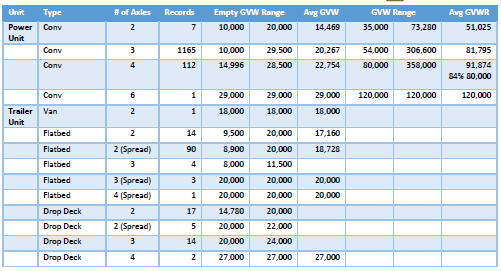 Unit Type # of Axles Records Empty GVW Range Avg GVW GVW Range Avg GVWR
Power Unit Conv 2 7 10,000 20,000 14,469 35,000 73,280 51,025
Conv 3 1165 10,000 29,500 20,267 54,000 306,600 81,795
Conv 4 112 14,996 28,500 22,754 80,000 358,000 91,874
84% 80,000
Conv 6 1 29,000 29,000 29,000 120,000 120,000 120,000
Trailer Unit Van 2 1 18,000 18,000 18,000
Flatbed 2 14 9,500 20,000 17,160
Flatbed 2 (Spread) 90 8,900 20,000 18,728
Flatbed 3 4 8,000 11,500
Flatbed 3 (Spread) 3 20,000 20,000 20,000
Flatbed 4 (Spread) 1 20,000 20,000 20,000
Drop Deck 2 17 14,780 20,000
Drop Deck 2 (Spread) 5 20,000 22,000
Drop Deck 3 14 20,000 24,000
Drop Deck 4 2 27,000 27,000 27,000